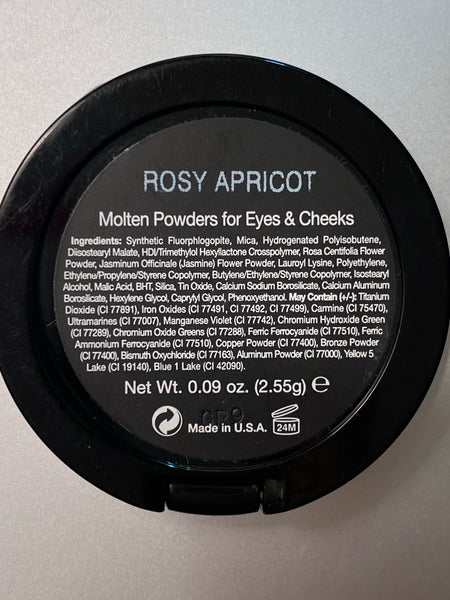 ROSY APRICOT
Molten Powders for Eyes & Cheeks
Ingredients: Synthetic Fluorphlogopite, Mica, Hydrogenated Polyisobutene,
Diisostearyl Malate, HDI/Trimethylol Hexyllactone Crosspolymer, Rosa Centifolia Flower
Powder, Jasminum Officinale (Jasmine) Flower Powder, Lauroyl Lysine, Polyethylene,
Ethylene/Propylene/Styrene Copolymer, Butylene/Ethylene/Styrene Copolymer, Isostearyl
Alcohol, Malic Acid, BHT, Silica, Tin Oxide, Calcium Sodium Borosilicate, Calcium Aluminum
Borosilicate, Hexylene Glycol, Caprylyl Glycol, Phenoxyethanol. May Contain (+/-): Titanium
Dioxide (CI 77891), Iron Oxides (CI 77491, CI 77492, CI 77499), Carmine (CI 75470),
Ultramarines (CI 77007), Manganese Violet (CI 77742), Chromium Hydroxide Green
(CI 77289), Chromium Oxide Greens (CI 77288), Ferric Ferrocyanide (CI 77510), Ferric
Ammonium Ferrocyanide (CI 77510), Copper Powder (CI 77400), Bronze Powder
(CI 77400), Bismuth Oxychloride (CI 77163), Aluminum Powder (CI 77000), Yellow 5
Lake (CI 19140), Blue 1 Lake (CI 42090).
Net Wt. 0.09 oz. (2.55g) ℮
Made in U.S.A. 24M